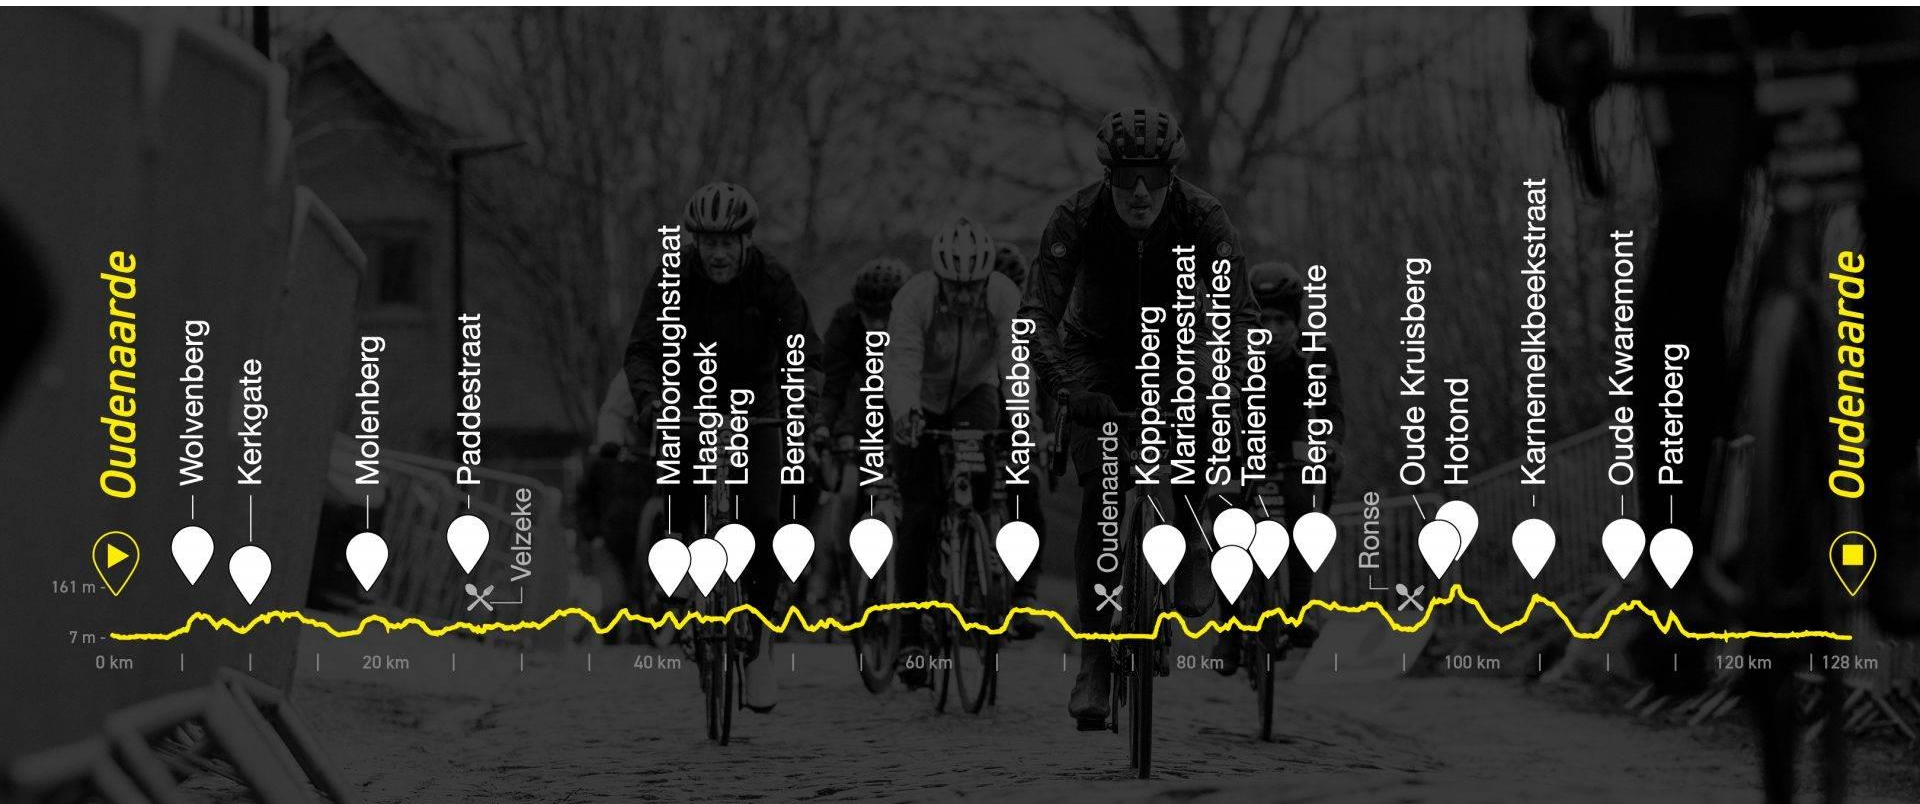 Oudenaarde
Wolvenberg
Kerkgate
Molenberg
Paddestraat
Velzeke
Marlboroughstraat
Haaghoek
Leberg
Berendries
Valkenberg
Kapelleberg
Oudenaarde
Koppenberg
Mariaborrestraat
Steenbeekdries
Taaienberg
Berg ten Houte
Ronse
Oude Kruisberg
Hotond
Karnemelkbeekstraat
Oude Kwaremont
Paterberg
Oudenaarde
161 m
7 m
0 km
20 km
40 km
60 km
80 km
100 km
120 km
128 km